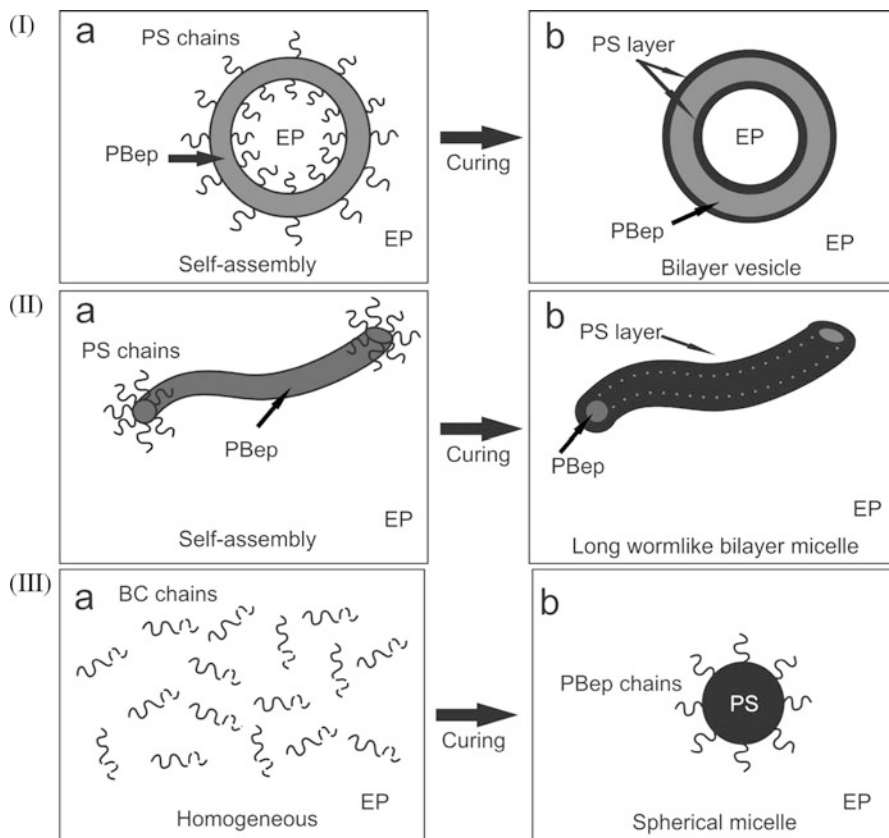 (I)
a
PS chains
EP
PBep
EP
Self-assembly
Curing
b
PS layer
EP
PBep
EP
Bilayer vesicle
(II)
a
PS chains
PBep
EP
Self-assembly
Curing
b
PS layer
PBep
EP
Long wormlike bilayer micelle
(III)
a
BC chains
EP
Homogeneous
Curing
b
PBep chains
PS
EP
Spherical micelle